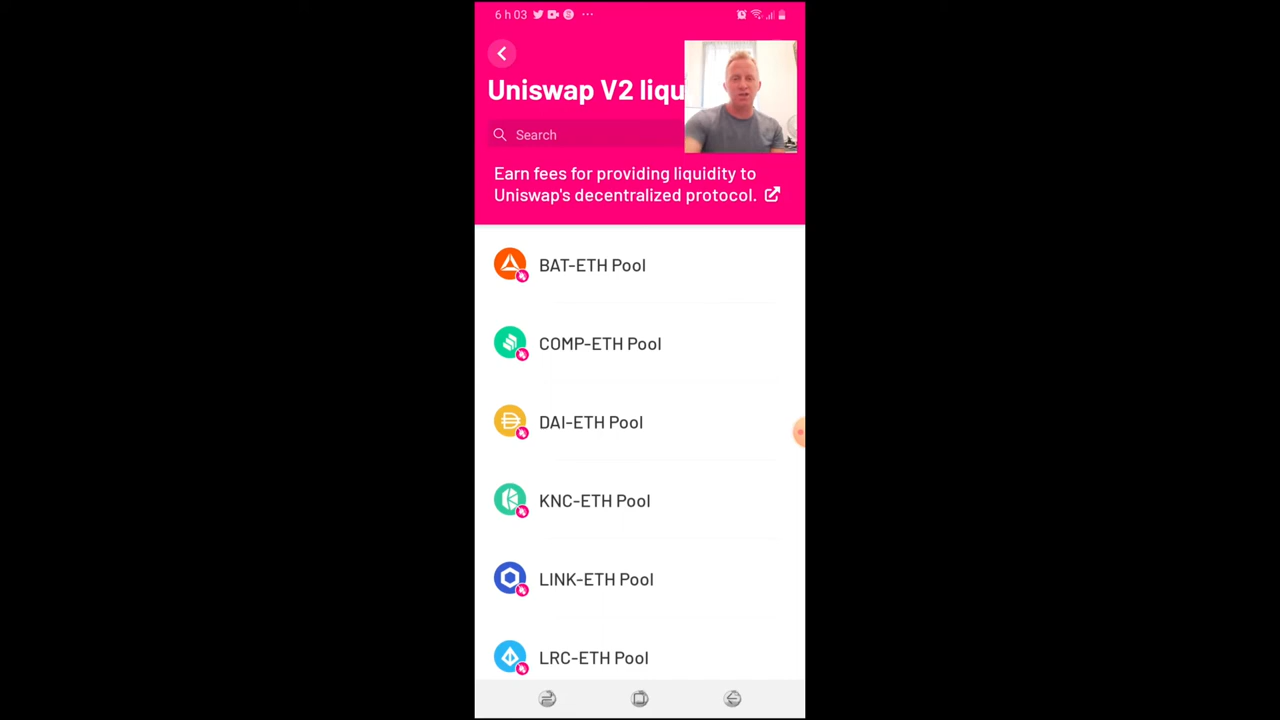 6 h 03
Uniswap V2 liqu
Search
Earn fees for providing liquidity to
Uniswap's decentralized protocol.
BAT-ETH Pool
COMP-ETH Pool
DAI-ETH Pool
KNC-ETH Pool
LINK-ETH Pool
LRC-ETH Pool